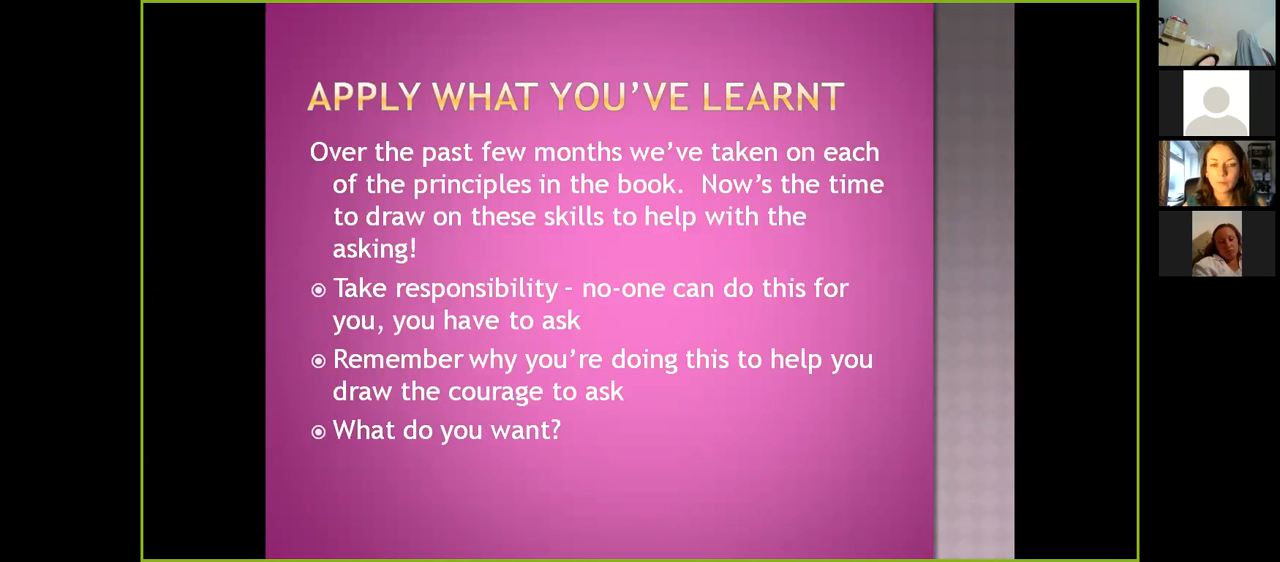 APPLY WHAT YOU'VE LEARNT
Over the past few months we've taken on each
of the principles in the book. Now's the time
to draw on these skills to help with the
asking!
Take responsibility – no-one can do this for
you, you have to ask
Remember why you're doing this to help you
draw the courage to ask
What do you want?